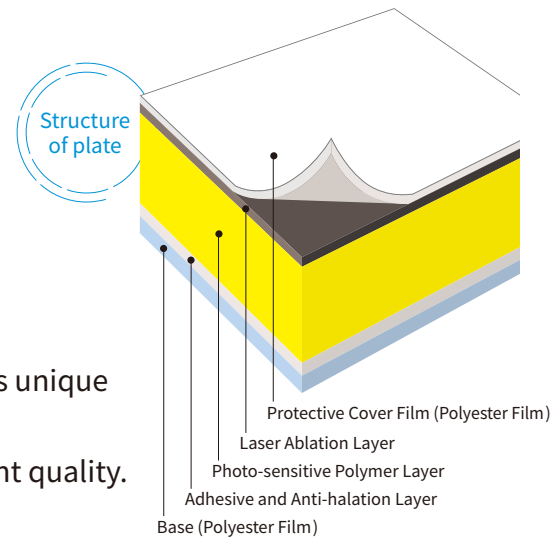 Structure
of plate
s unique
nt quality.
Protective Cover Film (Polyester Film)
Laser Ablation Layer
Photo-sensitive Polymer Layer
Adhesive and Anti-halation Layer
Base (Polyester Film)